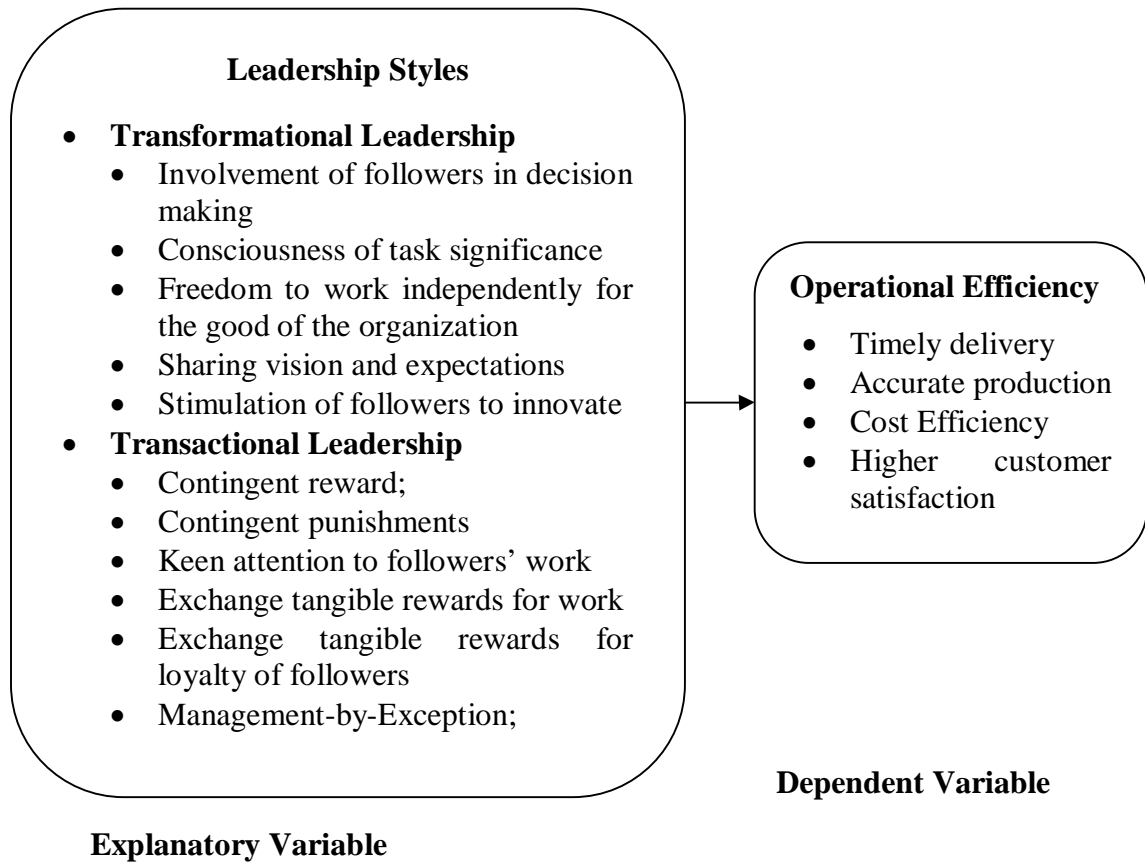 Leadership Styles
• Transformational Leadership
• Involvement of followers in decision
making
• Consciousness of task significance
• Freedom to work independently for
the good of the organization
• Sharing vision and expectations
• Stimulation of followers to innovate
• Transactional Leadership
• Contingent reward;
• Contingent punishments
• Keen attention to followers’ work
• Exchange tangible rewards for work
• Exchange tangible rewards for
loyalty of followers
• Management-by-Exception;
Explanatory Variable
Operational Efficiency
• Timely delivery
• Accurate production
• Cost Efficiency
• Higher customer
satisfaction
Dependent Variable